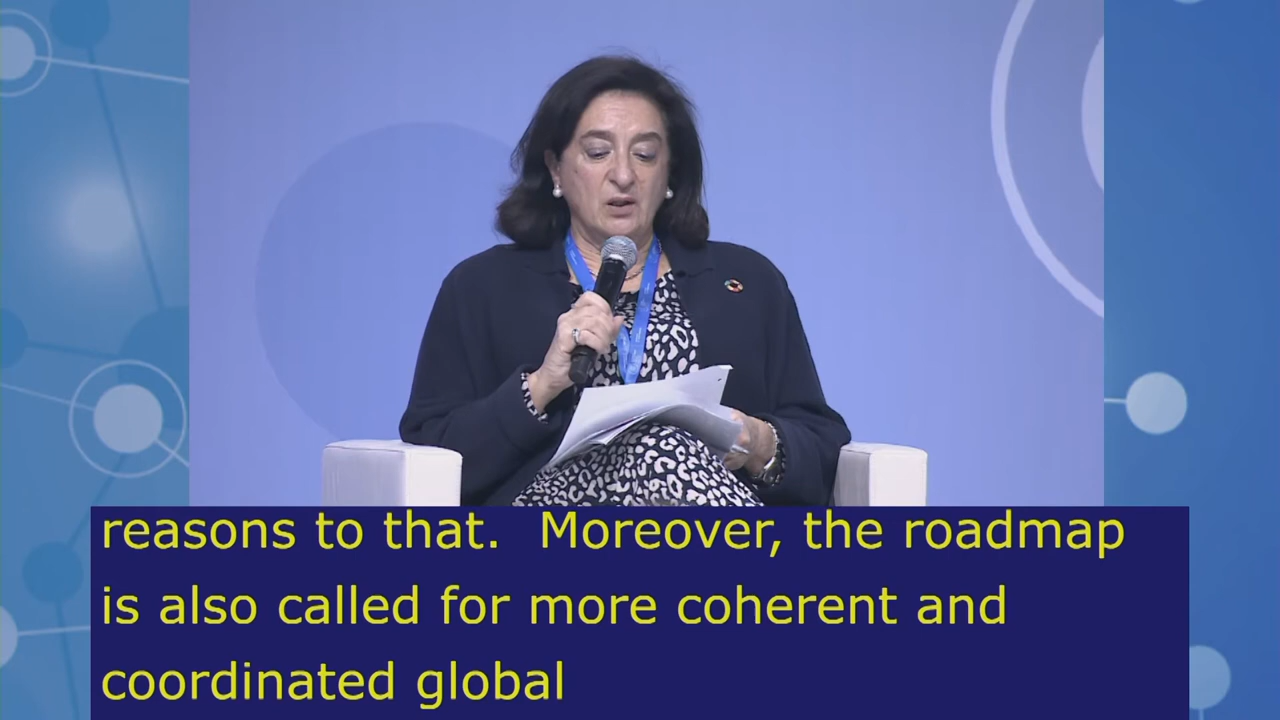 reasons to that.  Moreover, the roadmap
is also called for more coherent and
coordinated global